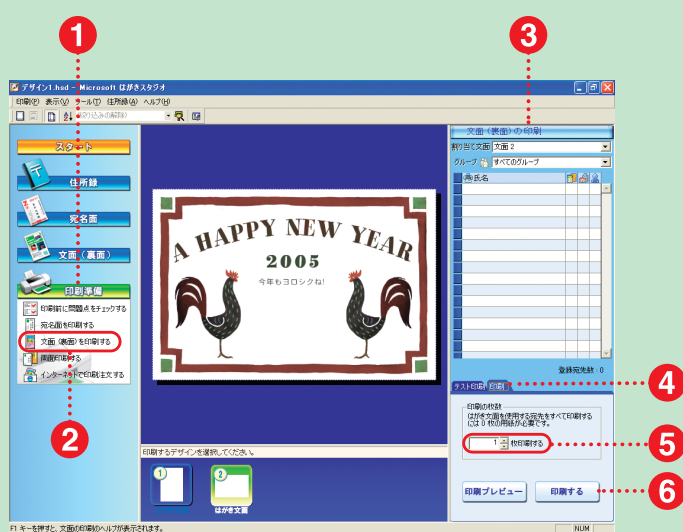 1
3
デザイン1.hsd - Microsoft はがきスタジオ
印刷(P) 表示(V) ツール(T) 住所録(A) ヘルプ(H)
スタート
住所録
宛名面
文面（裏面）
印刷準備
印刷前に問題点をチェックする
宛名面を印刷する
文面（裏面）を印刷する
インターネットで印刷注文する
2
A HAPPY NEW YEAR
2005
今年もヨロシクね!
印刷するデザインを選択してください。
1
2
はがき文面
文面（裏面）の印刷
割り当て文面 文面 2
グループ すべてのグループ
氏名
登録宛先数 : 0
テスト印刷 印刷
4
印刷の枚数
はがき文面を使用する宛先をすべて印刷する
には 0 枚の用紙が必要です。
1 枚印刷する
5
印刷プレビュー 印刷する
6
F1 キーを押すと、文面の印刷のヘルプが表示されます。
NUM